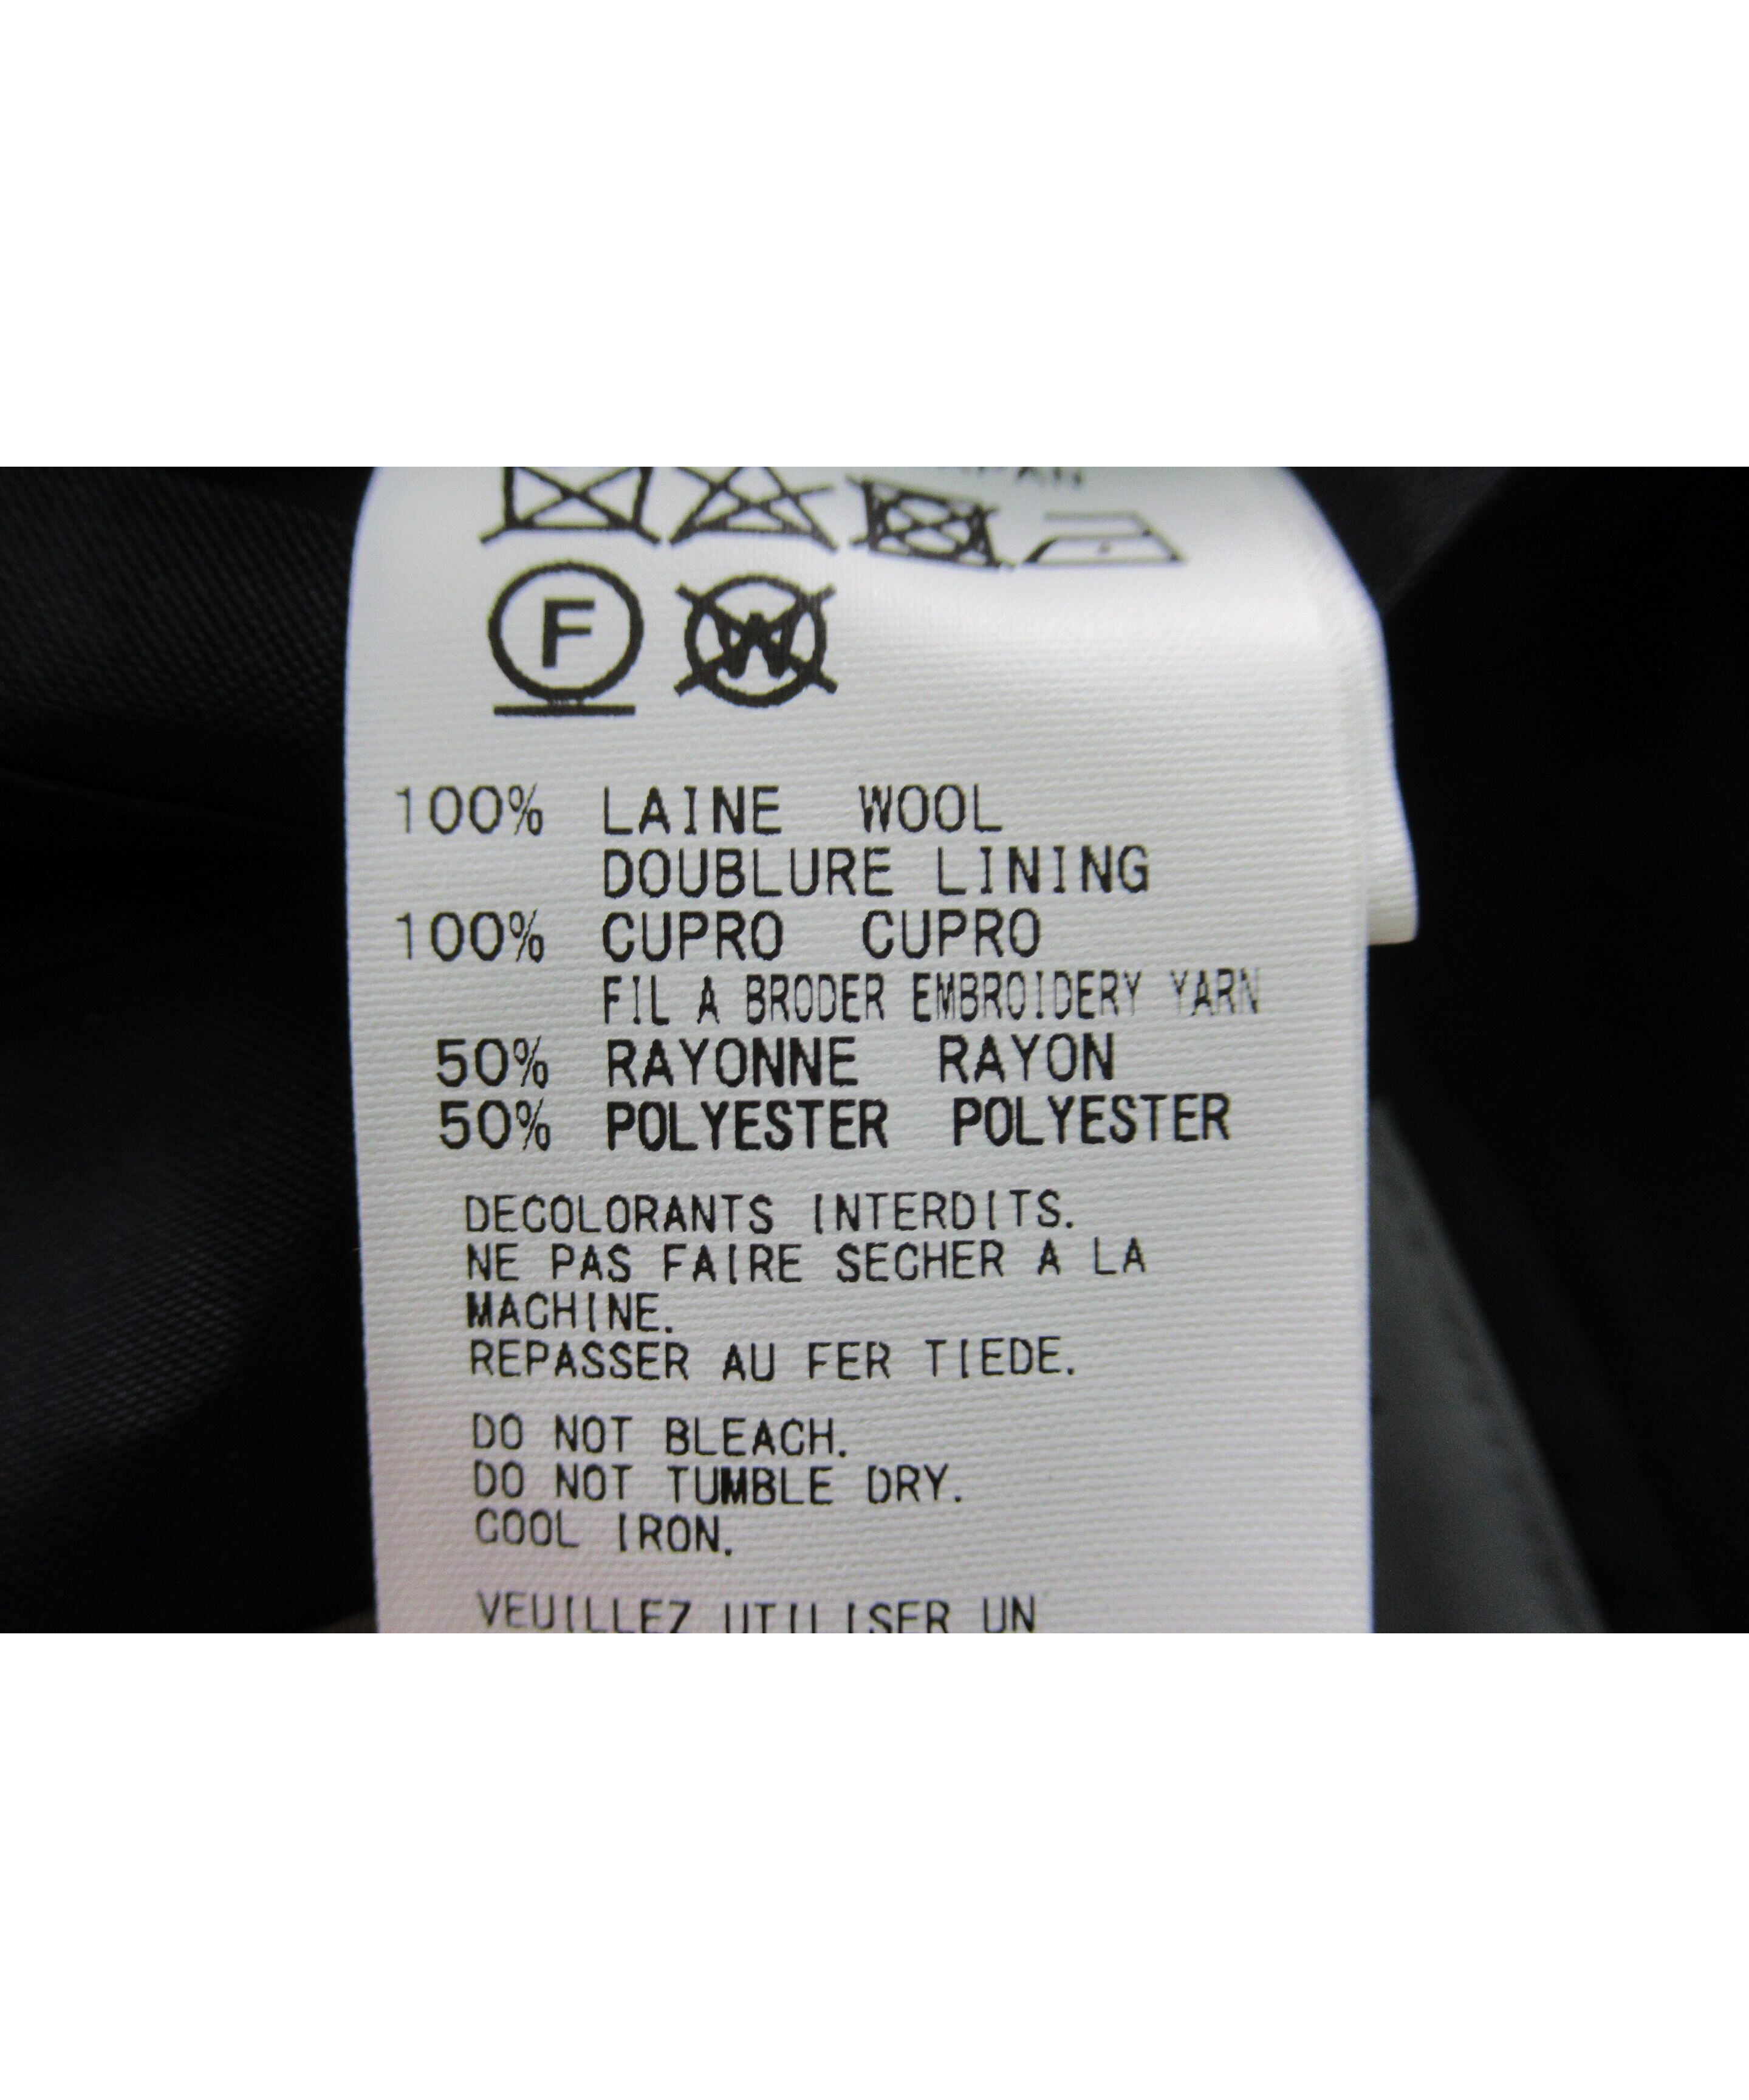 F W
100% LAINE WOOL
DOUBLURE LINING
100% CUPRO CUPRO
FIL A BRODER EMBROIDERY YARN
50% RAYONNE RAYON
50% POLYESTER POLYESTER
DECOLORANTS INTERDITS.
NE PAS FAIRE SECHER A LA
MACHINE.
REPASSER AU FER TIEDE.
DO NOT BLEACH.
DO NOT TUMBLE DRY.
COOL IRON.
VEUILLEZ UTILISER UN